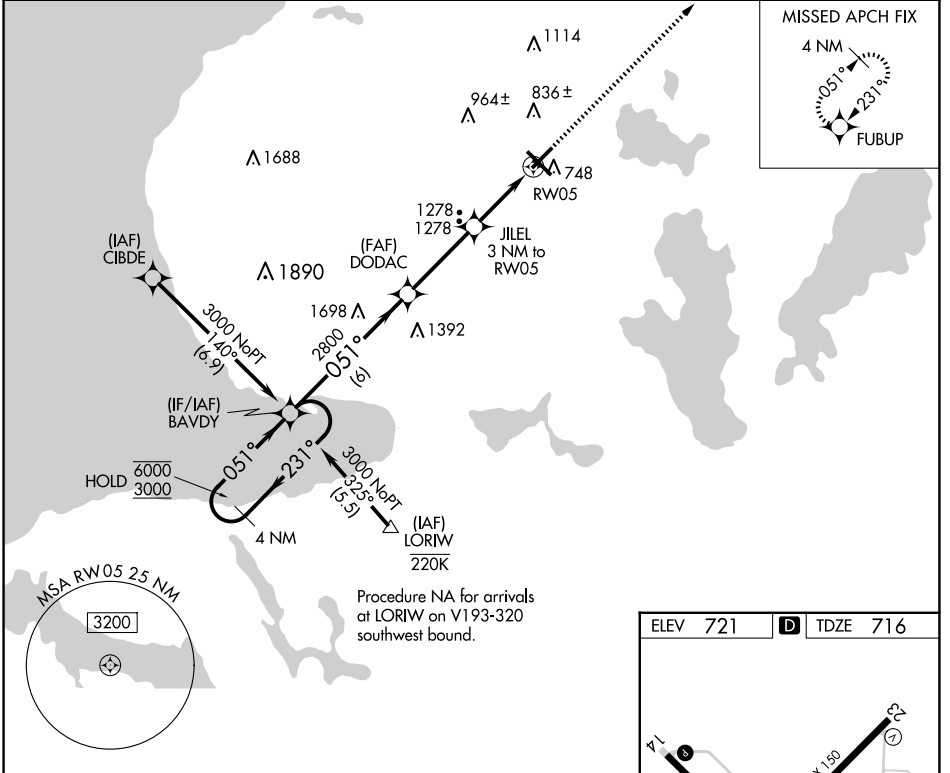 MISSED APCH FIX
4 NM
051°
231°
FUBUP
1114
964±
836±
1688
748
RW05
1278
1278
JILEL
3 NM to
RW05
(IAF)
CIBDE
(FAF)
DODAC
1890
1698
1392
3000 NoPT
140°
(6.9)
2800
051°
(6)
(IF/IAF)
BAVDY
HOLD
6000
3000
051°
231°
4 NM
3000 NoPT
325°
(5.5)
(IAF)
LORIW
220K
Procedure NA for arrivals
at LORIW on V193-320
southwest bound.
MSA RW05 25 NM
3200
ELEV 721 D TDZE 716
14
P
23
V
X 150